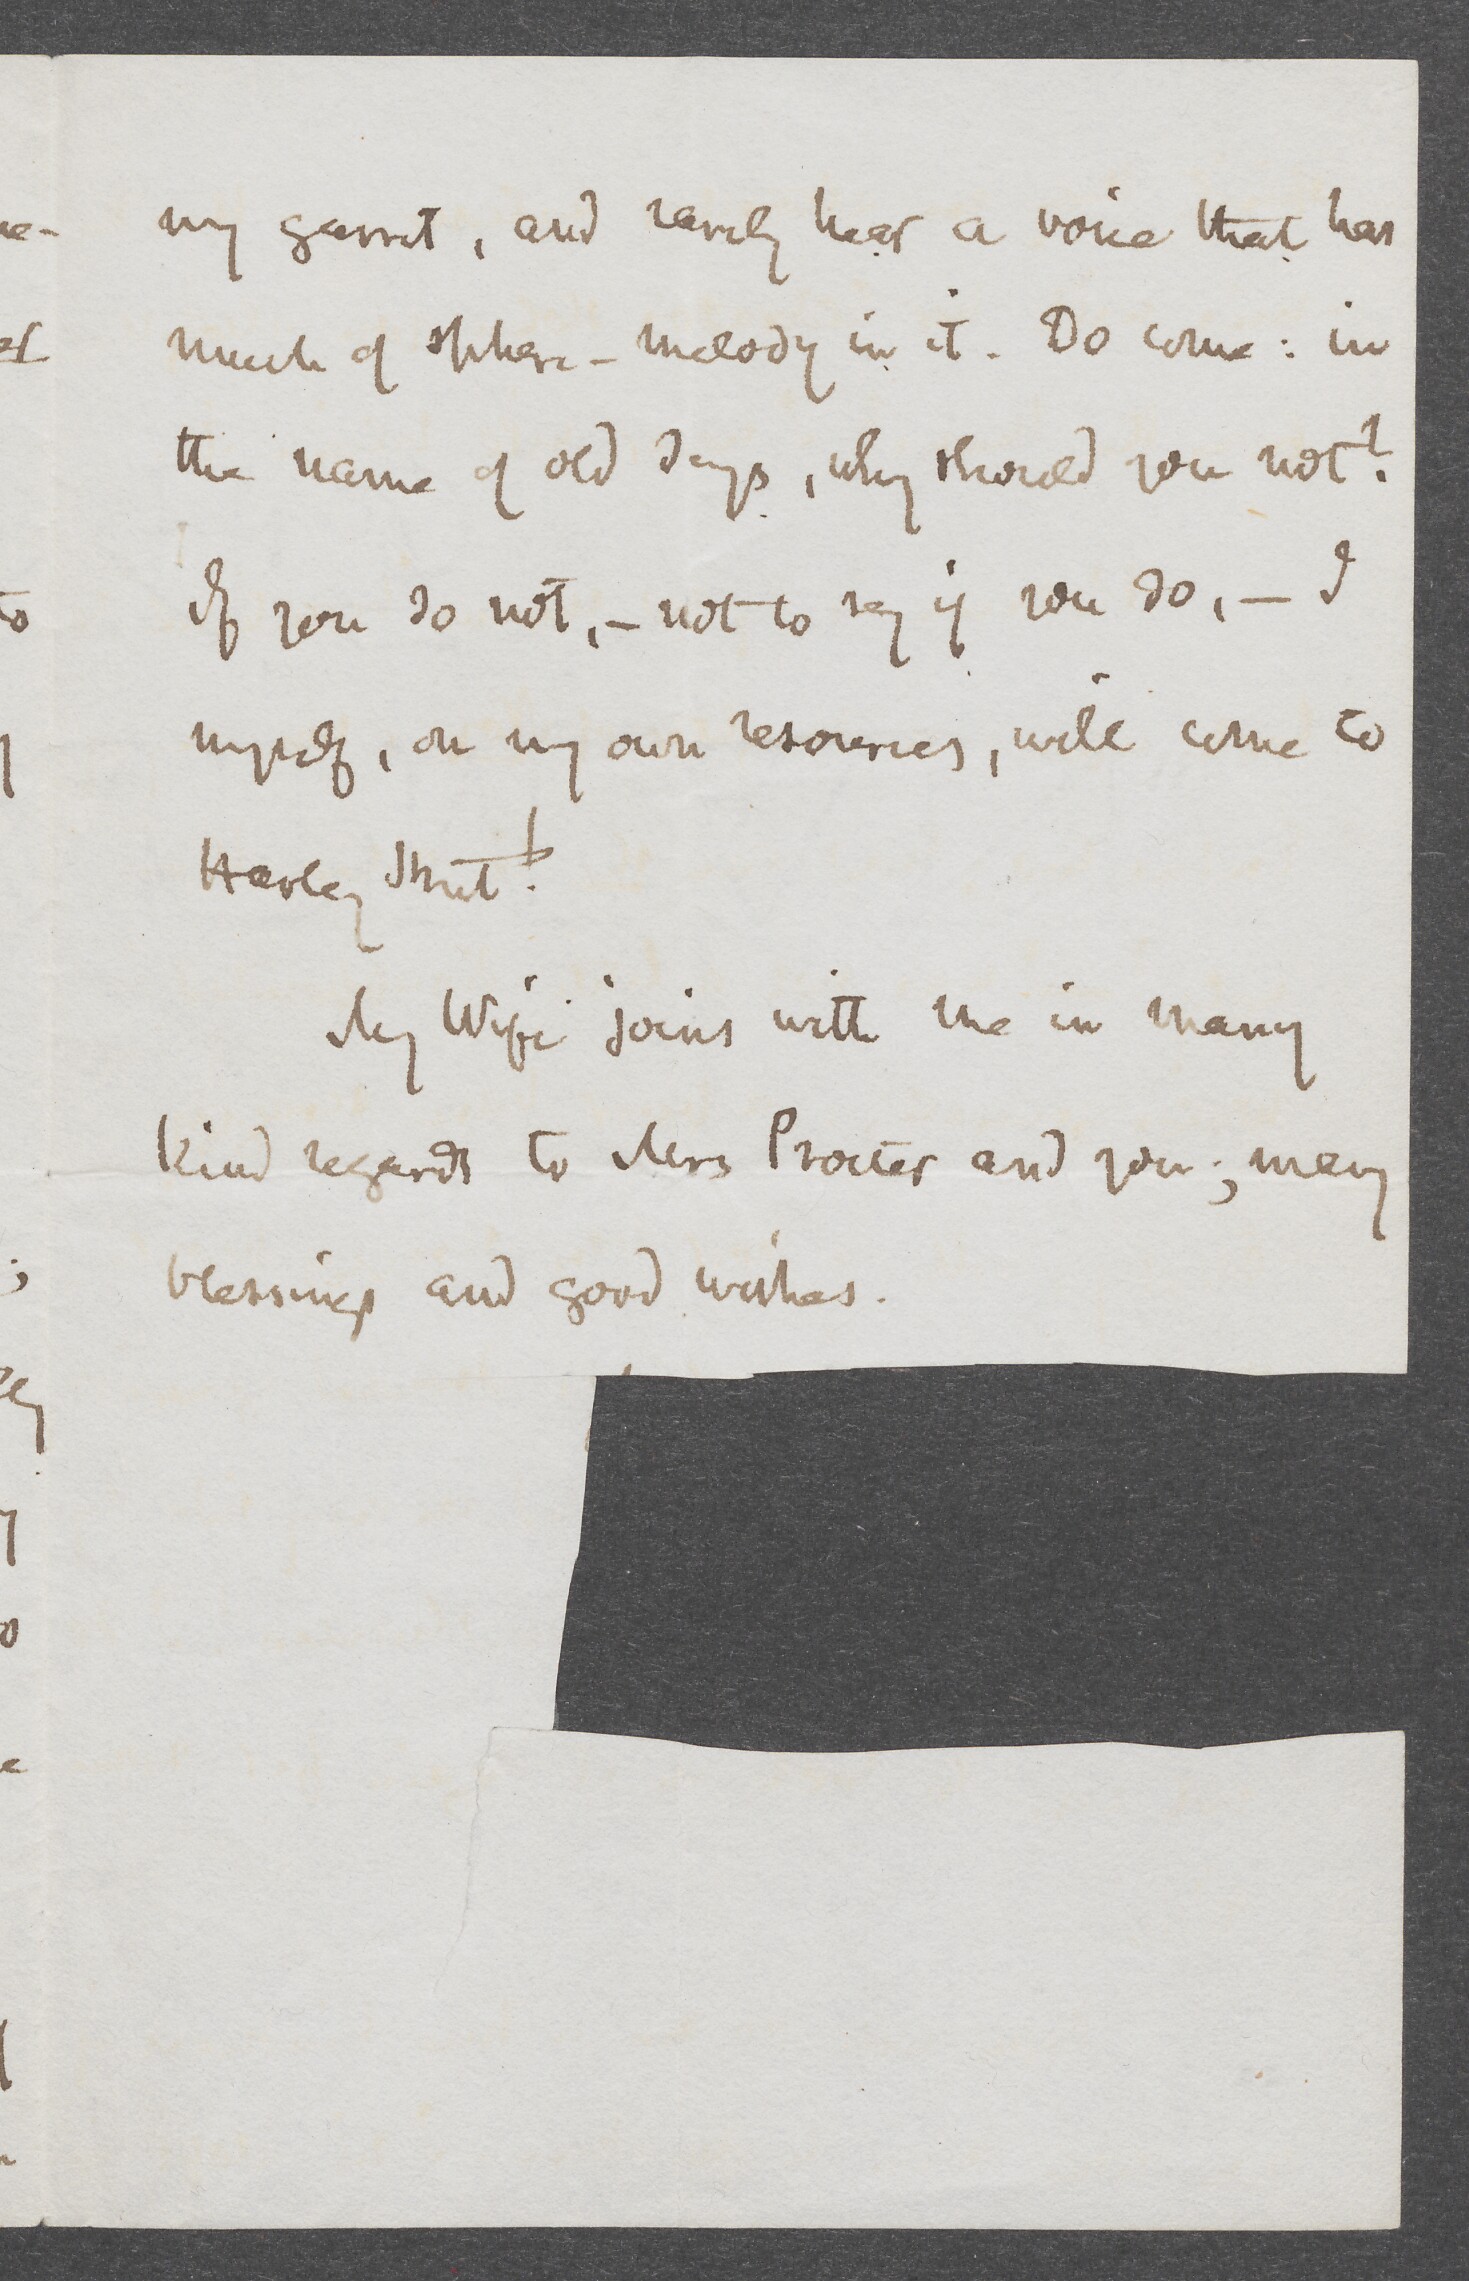 my garret, and rarely hear a voice that has
much of sphere-melody in it. Do come: in
the name of old days, why should you not?
If you do not, – not to say if you do, – I
myself, on my own resources, will come to
Harley Street!
My Wife joins with me in many
kind regards to Mrs Procter and you; many
blessings and good wishes.